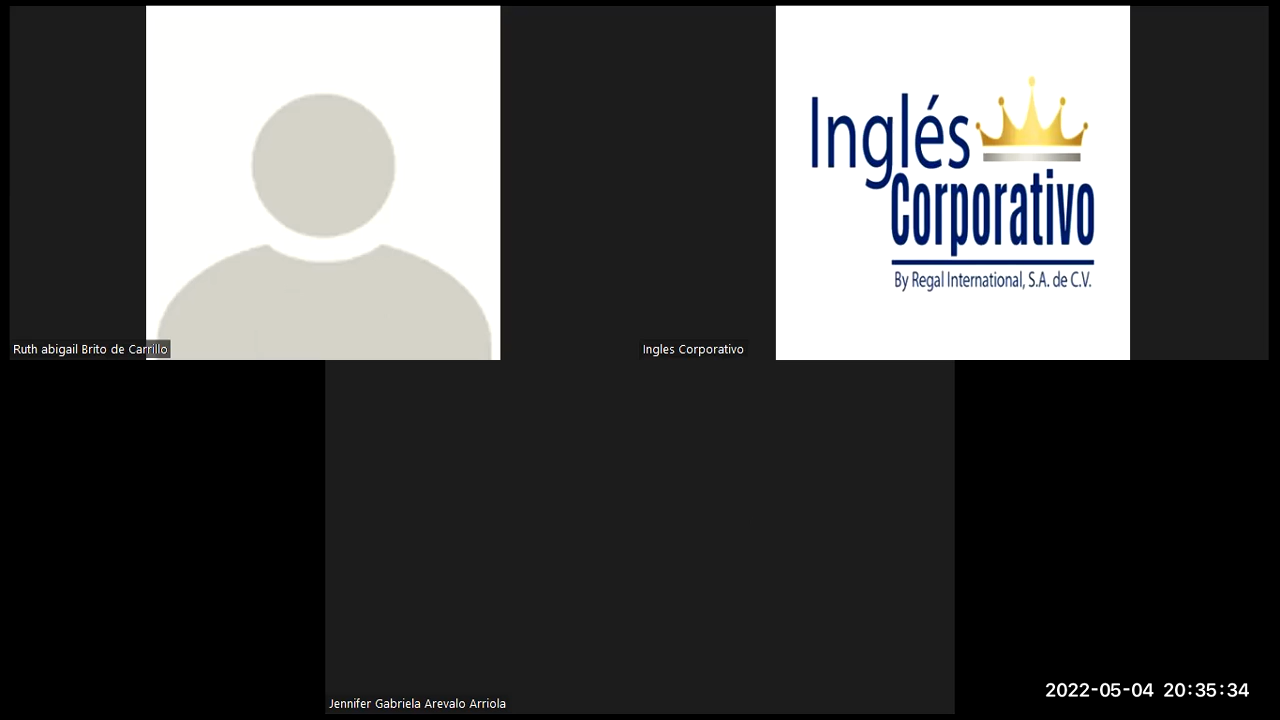 Inglés
Corporativo
By Regal International, S.A. de C.V.
Ruth abigail Brito de Carrillo
Ingles Corporativo
Jennifer Gabriela Arevalo Arriola
2022-05-04 20:35:34